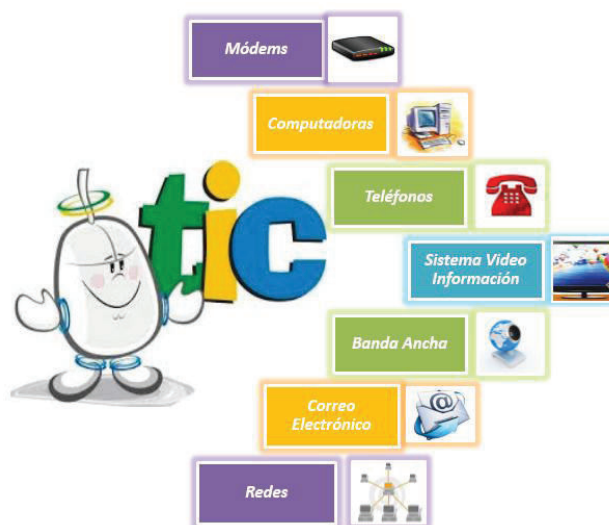 Módems
Computadoras
Teléfonos
tic
Sistema Video
Información
Banda Ancha
@
Correo
Electrónico
Redes